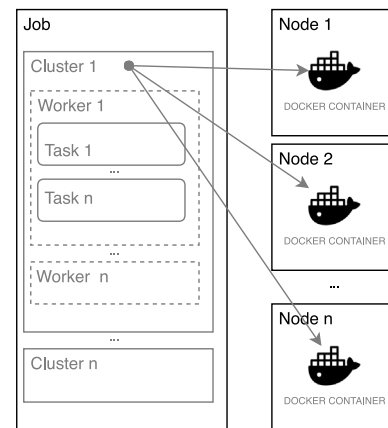 Job
Cluster 1
Worker 1
Task 1
...
Task n
...
Worker n
...
Cluster n
Node 1
DOCKER CONTAINER
Node 2
DOCKER CONTAINER
...
Node n
DOCKER CONTAINER